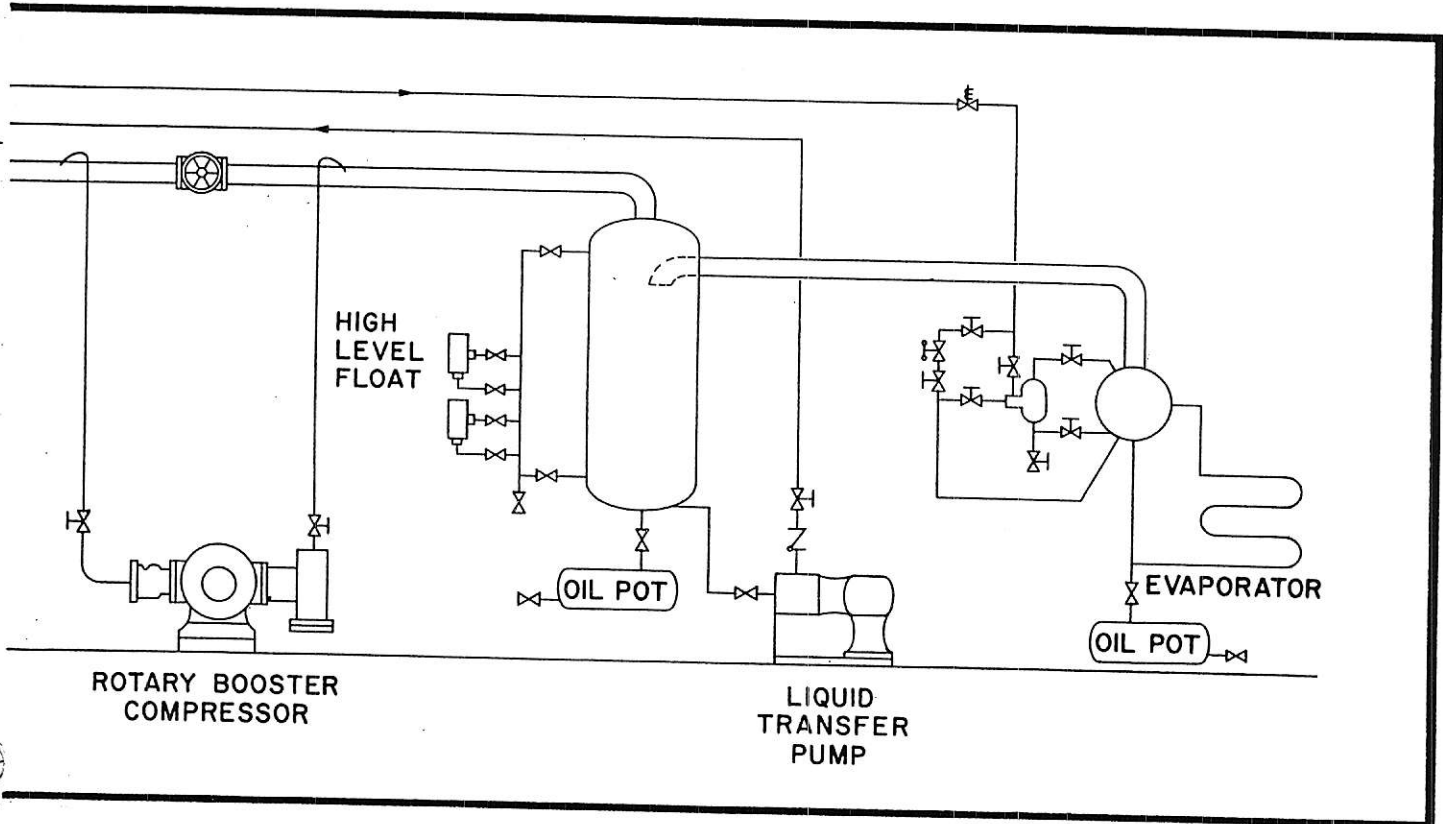 HIGH
LEVEL
FLOAT
OIL POT
EVAPORATOR
OIL POT
ROTARY BOOSTER
COMPRESSOR
LIQUID
TRANSFER
PUMP